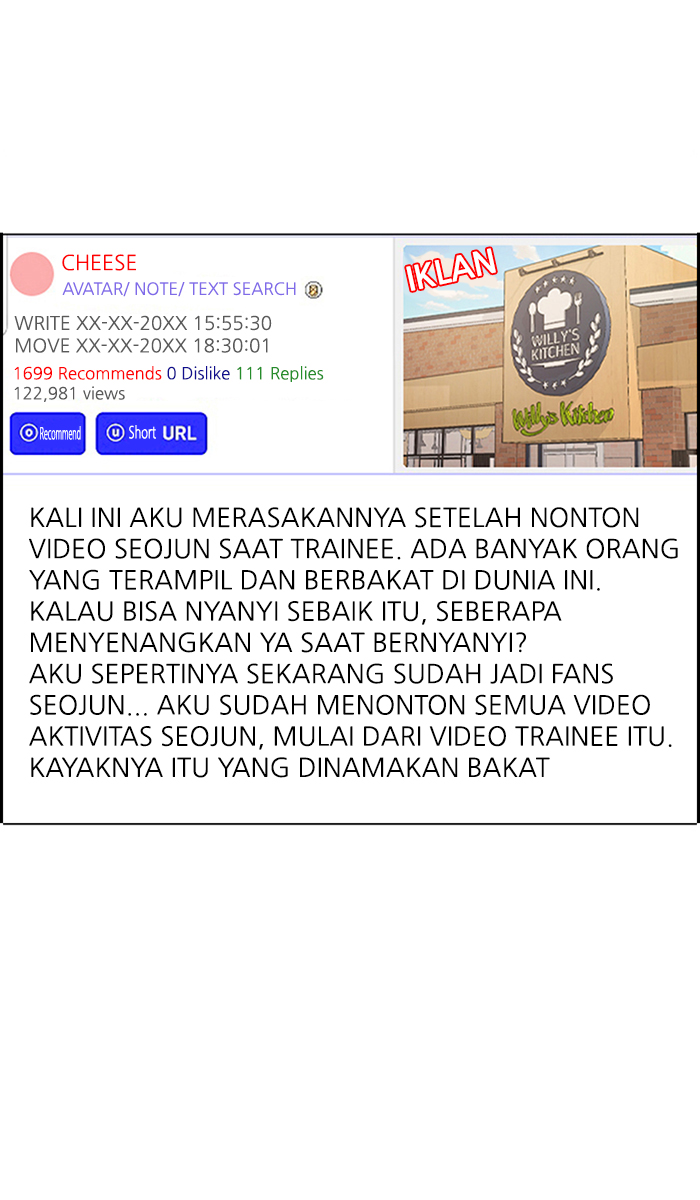 CHEESE
AVATAR/ NOTE/ TEXT SEARCH
WRITE XX-XX-20XX 15:55:30
MOVE XX-XX-20XX 18:30:01
1699 Recommends 0 Dislike 111 Replies
122,981 views
Recommend
u Short URL
IKLAN
WILLY'S
KITCHEN
Willy's Kitchen
KALI INI AKU MERASAKANNYA SETELAH NONTON
VIDEO SEOJUN SAAT TRAINEE. ADA BANYAK ORANG
YANG TERAMPIL DAN BERBAKAT DI DUNIA INI.
KALAU BISA NYANYI SEBAIK ITU, SEBERAPA
MENYENANGKAN YA SAAT BERNYANYI?
AKU SEPERTINYA SEKARANG SUDAH JADI FANS
SEOJUN... AKU SUDAH MENONTON SEMUA VIDEO
AKTIVITAS SEOJUN, MULAI DARI VIDEO TRAINEE ITU.
KAYAKNYA ITU YANG DINAMAKAN BAKAT